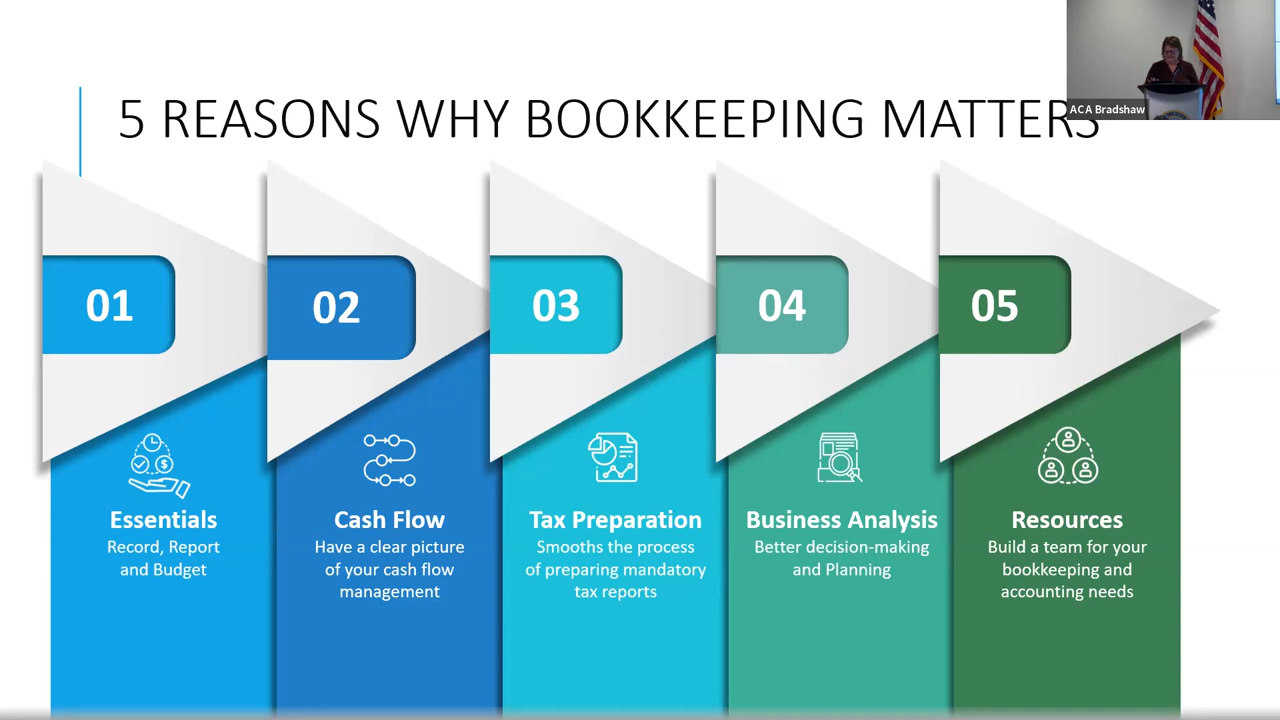 5 REASONS WHY BOOKKEEPING MATTERS
ACA Bradshaw
01
02
03
04
05
Essentials
Record, Report
and Budget
Cash Flow
Have a clear picture
of your cash flow
management
Tax Preparation
Smooths the process
of preparing mandatory
tax reports
Business Analysis
Better decision-making
and Planning
Resources
Build a team for your
bookkeeping and
accounting needs